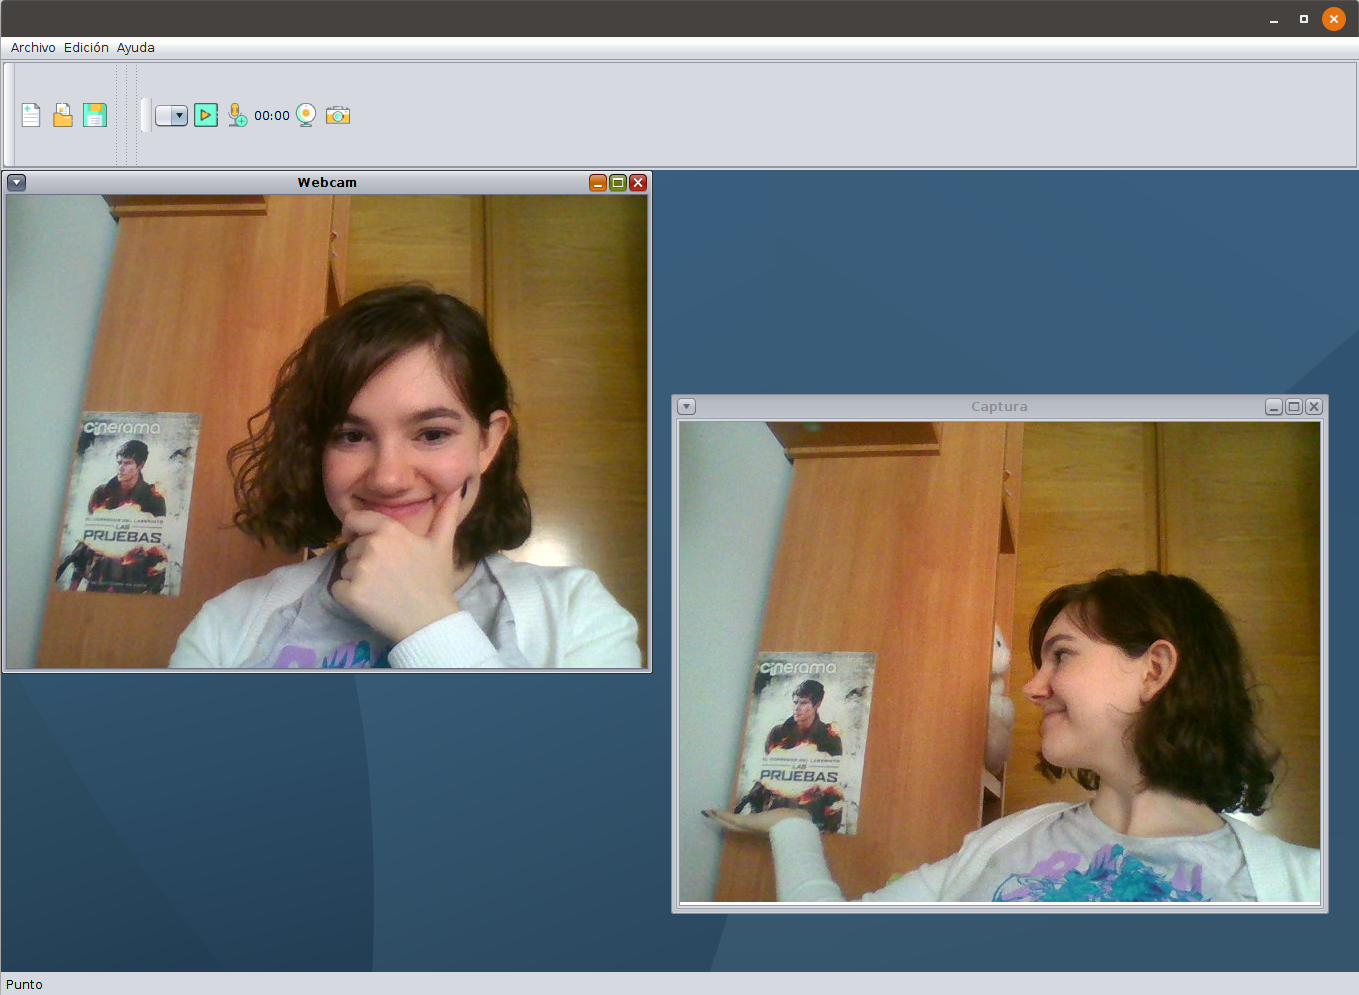 Archivo Edición Ayuda
00:00
Webcam
cinerama
EL CORREDOR DEL LABERINTO
LAS
PRUEBAS
Captura
cinerama
EL CORREDOR DEL LABERINTO
LAS
PRUEBAS
Punto